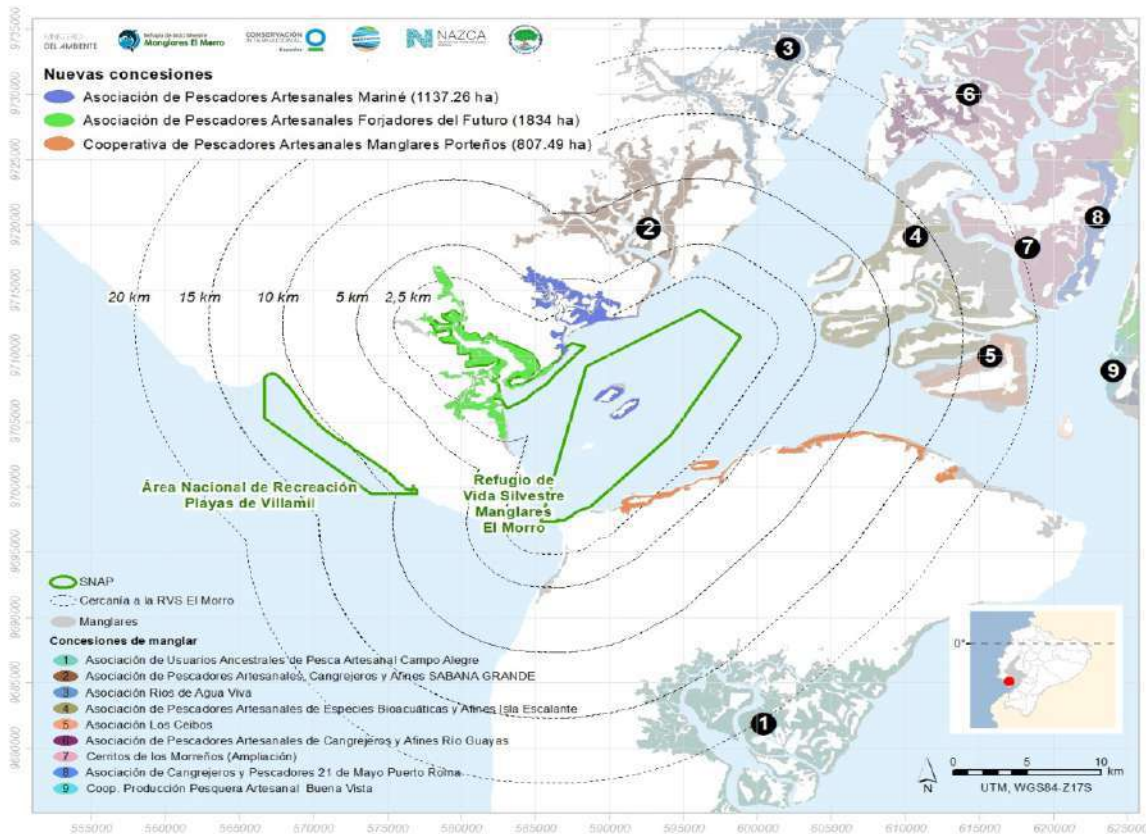 MINISTERIO
DEL AMBIENTE
Refugio de Vida Silvestre
Manglares El Morro
CONSERVACIÓN
INTERNACIONAL
Ecuador
NAZCA
Nuevas concesiones
Asociación de Pescadores Artesanales Mariné (1137.26 ha)
Asociación de Pescadores Artesanales Forjadores del Futuro (1834 ha)
Cooperativa de Pescadores Artesanales Manglares Porteños (807.49 ha)
20 km
15 km
10 km
5 km
2,5 km
3
6
2
4
8
7
5
9
1
Área Nacional de Recreación
Playas de Villamil
Refugio de
Vida Silvestre
Manglares
El Morro
SNAP
Cercanía a la RVS El Morro
Manglares
Concesiones de manglar
1 Asociación de Usuarios Ancestrales de Pesca Artesanal Campo Alegre
2 Asociación de Pescadores Artesanales, Cangrejeros y Afines SABANA GRANDE
3 Asociación Rios de Agua Viva
4 Asociación de Pescadores Artesanales de Especies Bioacuáticas y Afines Isla Escalante
5 Asociación Los Ceibos
6 Asociación de Pescadores Artesanales de Cangrejeros y Afines Río Guayas
7 Cerritos de los Morreños (Ampliación)
8 Asociación de Cangrejeros y Pescadores 21 de Mayo Puerto Roma
9 Coop. Producción Pesquera Artesanal Buena Vista
0°
N
0 5 10
km
UTM, WGS84-Z17S
9735000
9730000
9725000
9720000
9715000
9710000
9705000
9700000
9695000
9690000
9685000
9680000
555000
560000
565000
570000
575000
580000
585000
590000
595000
600000
605000
610000
615000
620000